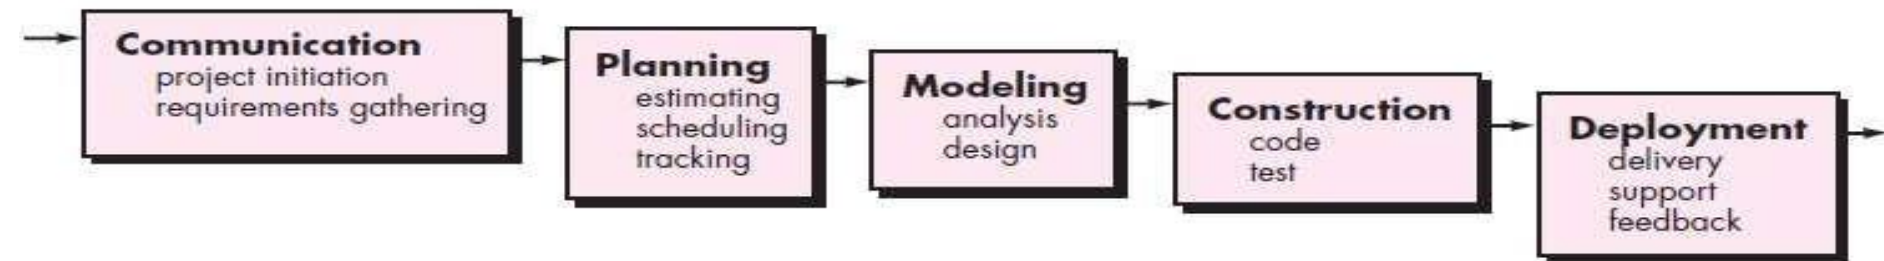 Communication
project initiation
requirements gathering
Planning
estimating
scheduling
tracking
Modeling
analysis
design
Construction
code
test
Deployment
delivery
support
feedback